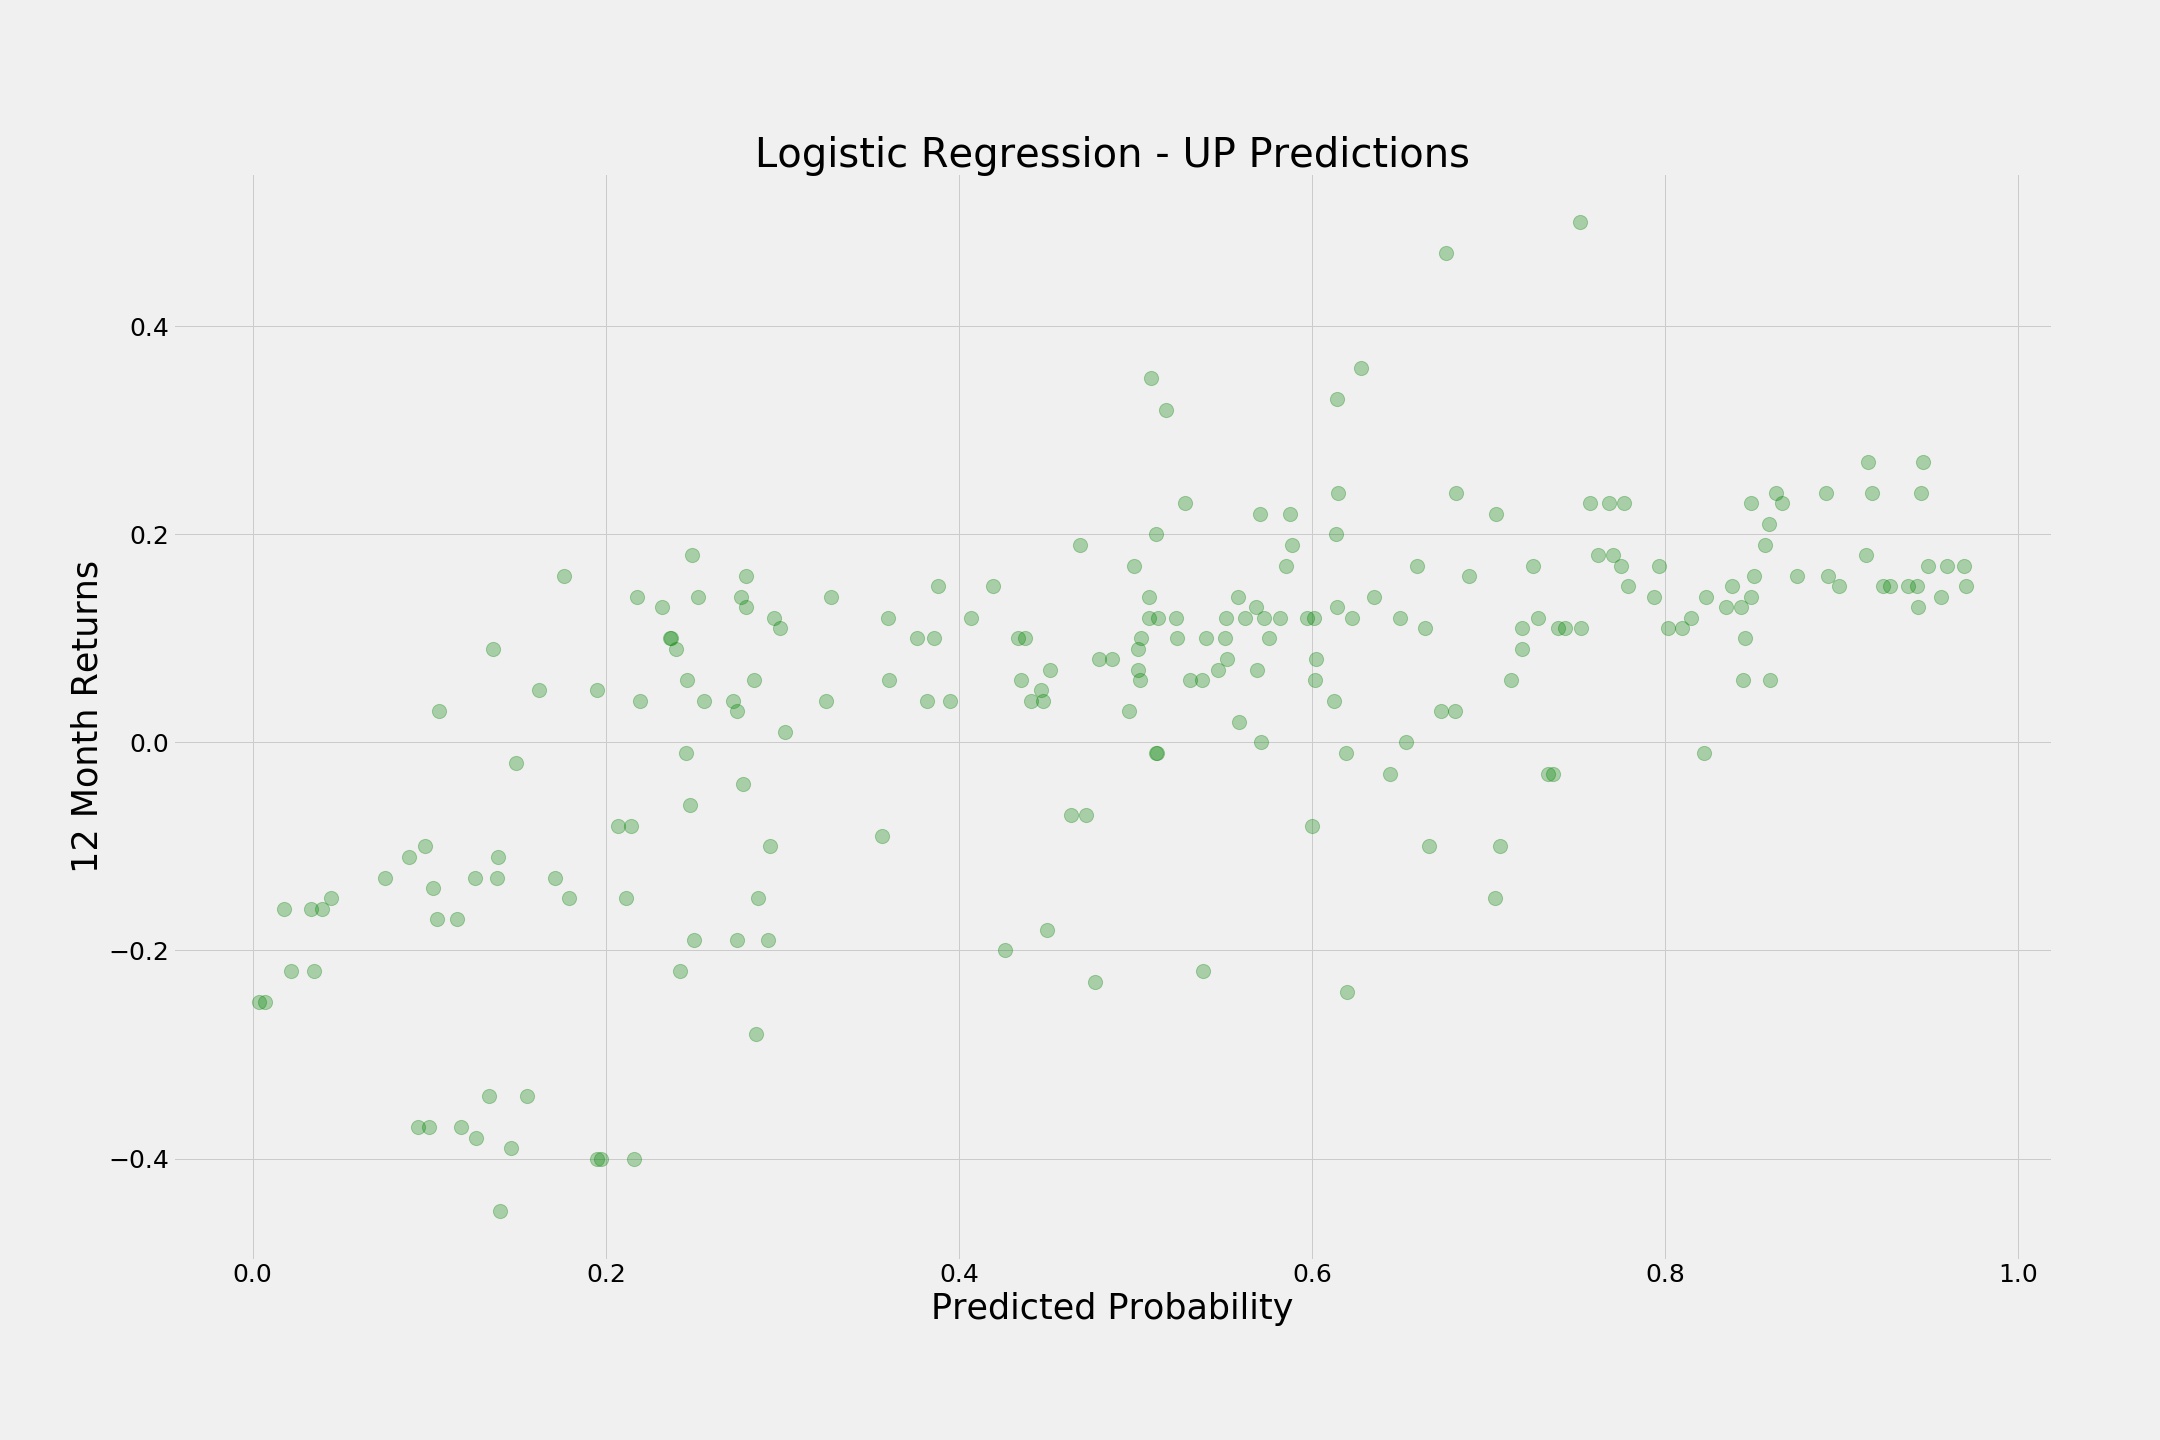 Logistic Regression - UP Predictions
12 Month Returns
0.4
0.2
0.0
−0.2
−0.4
0.0 0.2 0.4 0.6 0.8 1.0
Predicted Probability